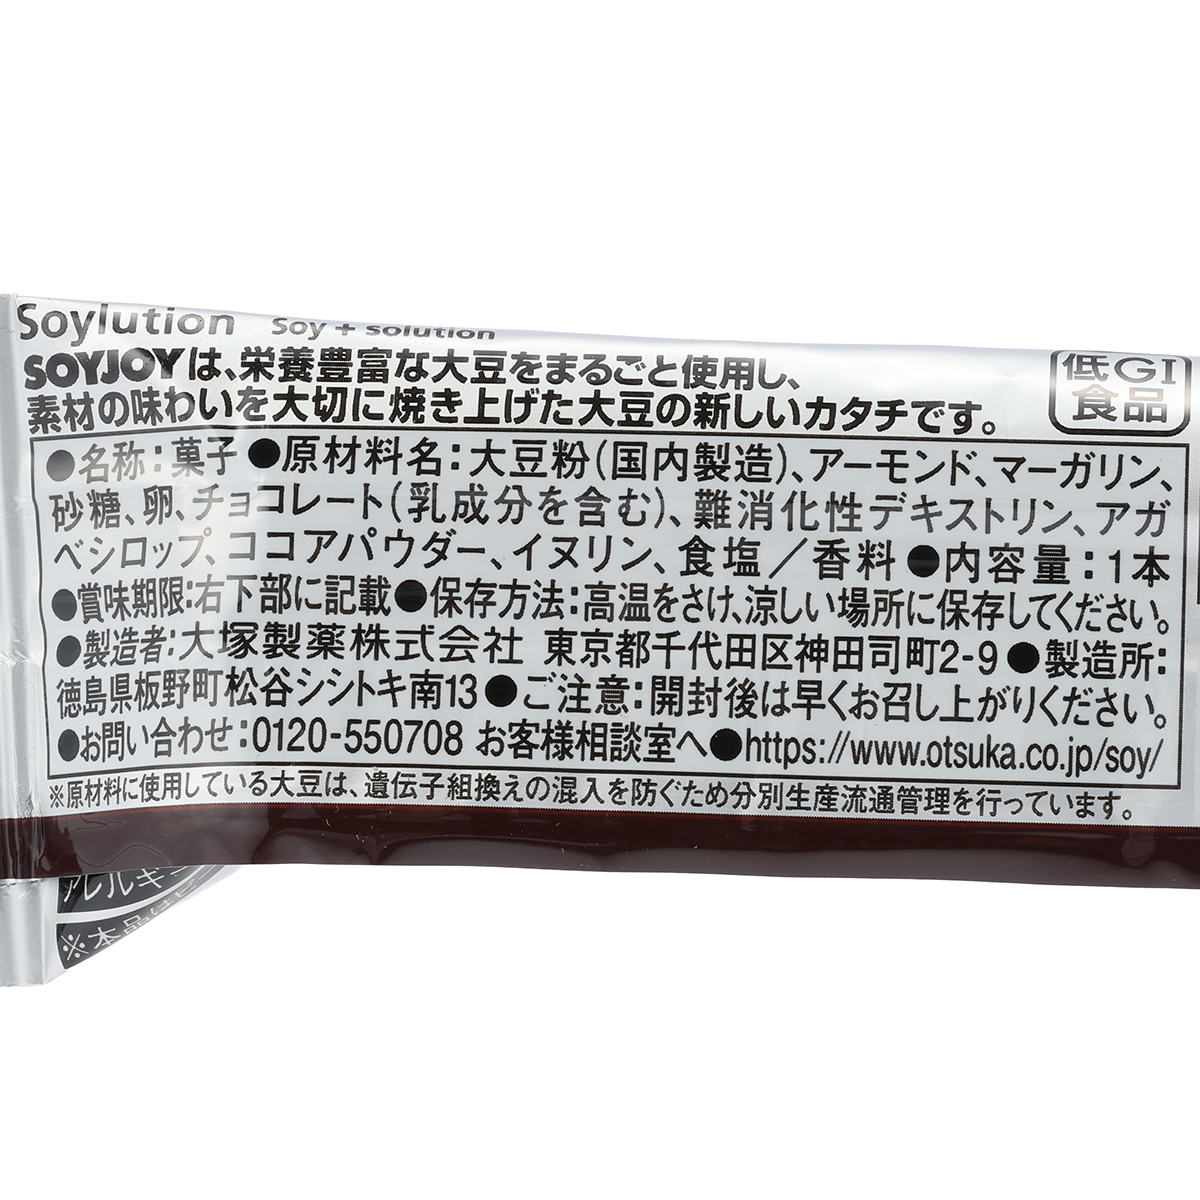 Soylution Soy + solution
SOYJOYは、栄養豊富な大豆をまるごと使用し、
素材の味わいを大切に焼き上げた大豆の新しいカタチです。
低GI
食品
●名称：菓子 ●原材料名：大豆粉（国内製造）、アーモンド、マーガリン、
砂糖、卵、チョコレート（乳成分を含む）、難消化性デキストリン、アガ
ベシロップ、ココアパウダー、イヌリン、食塩／香料 ●内容量：1本
●賞味期限：右下部に記載●保存方法：高温をさけ、涼しい場所に保存してください。
●製造者：大塚製薬株式会社 東京都千代田区神田司町2-9 ●製造所：
徳島県板野町松谷シシトキ南13 ●ご注意：開封後は早くお召し上がりください。
●お問い合わせ：0120-550708 お客様相談室へ●https://www.otsuka.co.jp/soy/
※原材料に使用している大豆は、遺伝子組換えの混入を防ぐため分別生産流通管理を行っています。
アレルギー
※本品は